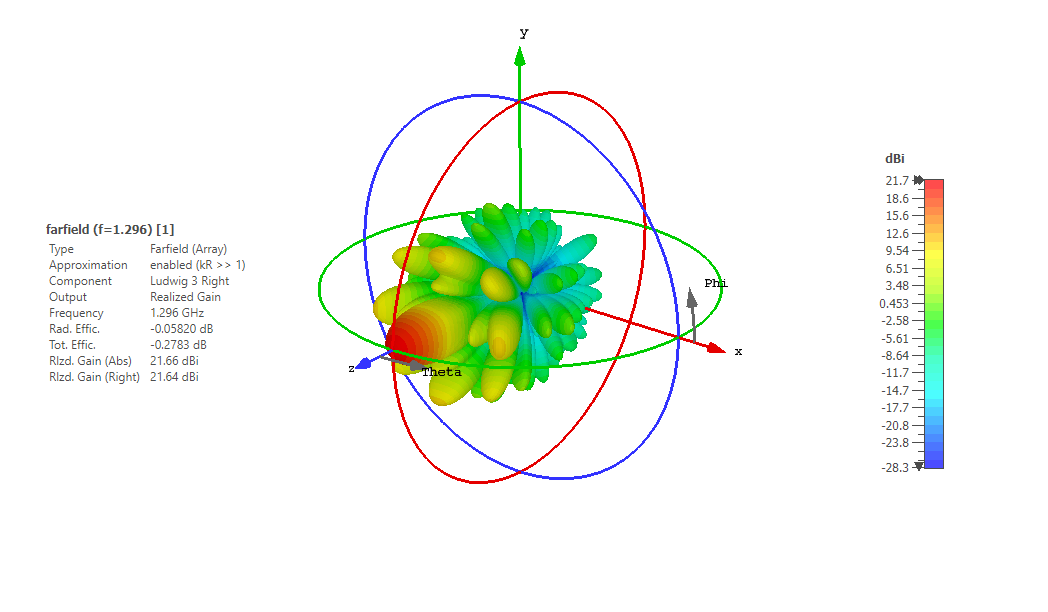 y
dBi
21.7
18.6
15.6
12.6
9.54
6.51
3.48
0.453
-2.58
-5.61
-8.64
-11.7
-14.7
-17.7
-20.8
-23.8
-28.3
farfield (f=1.296) [1]
Type Farfield (Array)
Approximation enabled (kR >> 1)
Component Ludwig 3 Right
Output Realized Gain
Frequency 1.296 GHz
Rad. Effic. -0.05820 dB
Tot. Effic. -0.2783 dB
Rlzd. Gain (Abs) 21.66 dBi
Rlzd. Gain (Right) 21.64 dBi
Phi
x
z
Theta